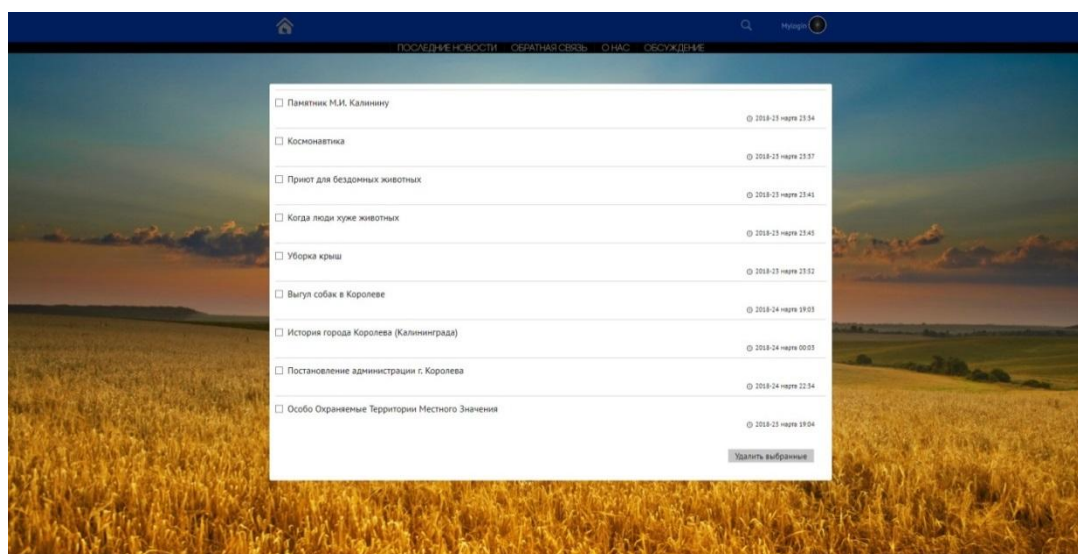 Mylogin
ПОСЛЕДНИЕ НОВОСТИ ОБРАТНАЯ СВЯЗЬ О НАС ОБСУЖДЕНИЕ
Памятник М.И. Калинину
2018-23 марта 23:34
Космонавтика
2018-23 марта 23:37
Приют для бездомных животных
2018-23 марта 23:41
Когда люди хуже животных
2018-23 марта 23:45
Уборка крыш
2018-23 марта 23:52
Выгул собак в Королеве
2018-24 марта 19:03
История города Королева (Калининграда)
2018-24 марта 00:03
Постановление администрации г. Королева
2018-24 марта 22:34
Особо Охраняемые Территории Местного Значения
2018-25 марта 19:04
Удалить выбранные